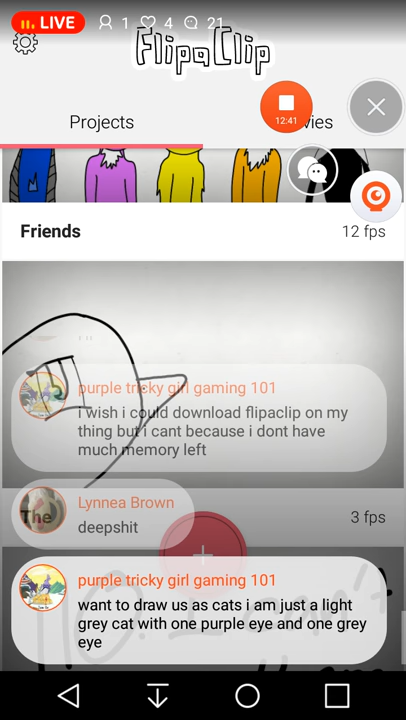 LIVE 1 4 21
FlipaClip
Projects
vies
12:41
Friends 12 fps
purple tricky girl gaming 101
i wish i could download flipaclip on my
thing but i cant because i dont have
much memory left
Lynnea Brown
The
deepshit
3 fps
purple tricky girl gaming 101
want to draw us as cats i am just a light
grey cat with one purple eye and one grey
eye